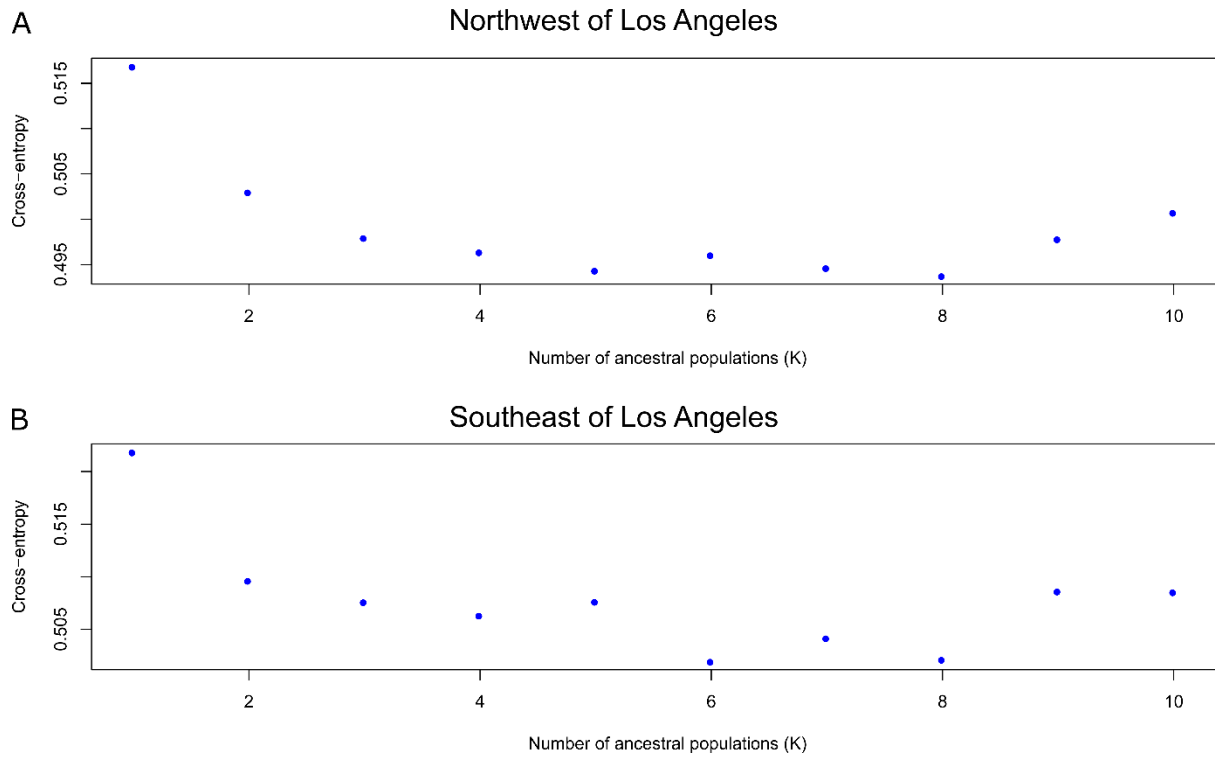 A
Northwest of Los Angeles
Cross−entropy
0.515
0.505
0.495
2 4 6 8 10
Number of ancestral populations (K)
B
Southeast of Los Angeles
Cross−entropy
0.515
0.505
2 4 6 8 10
Number of ancestral populations (K)